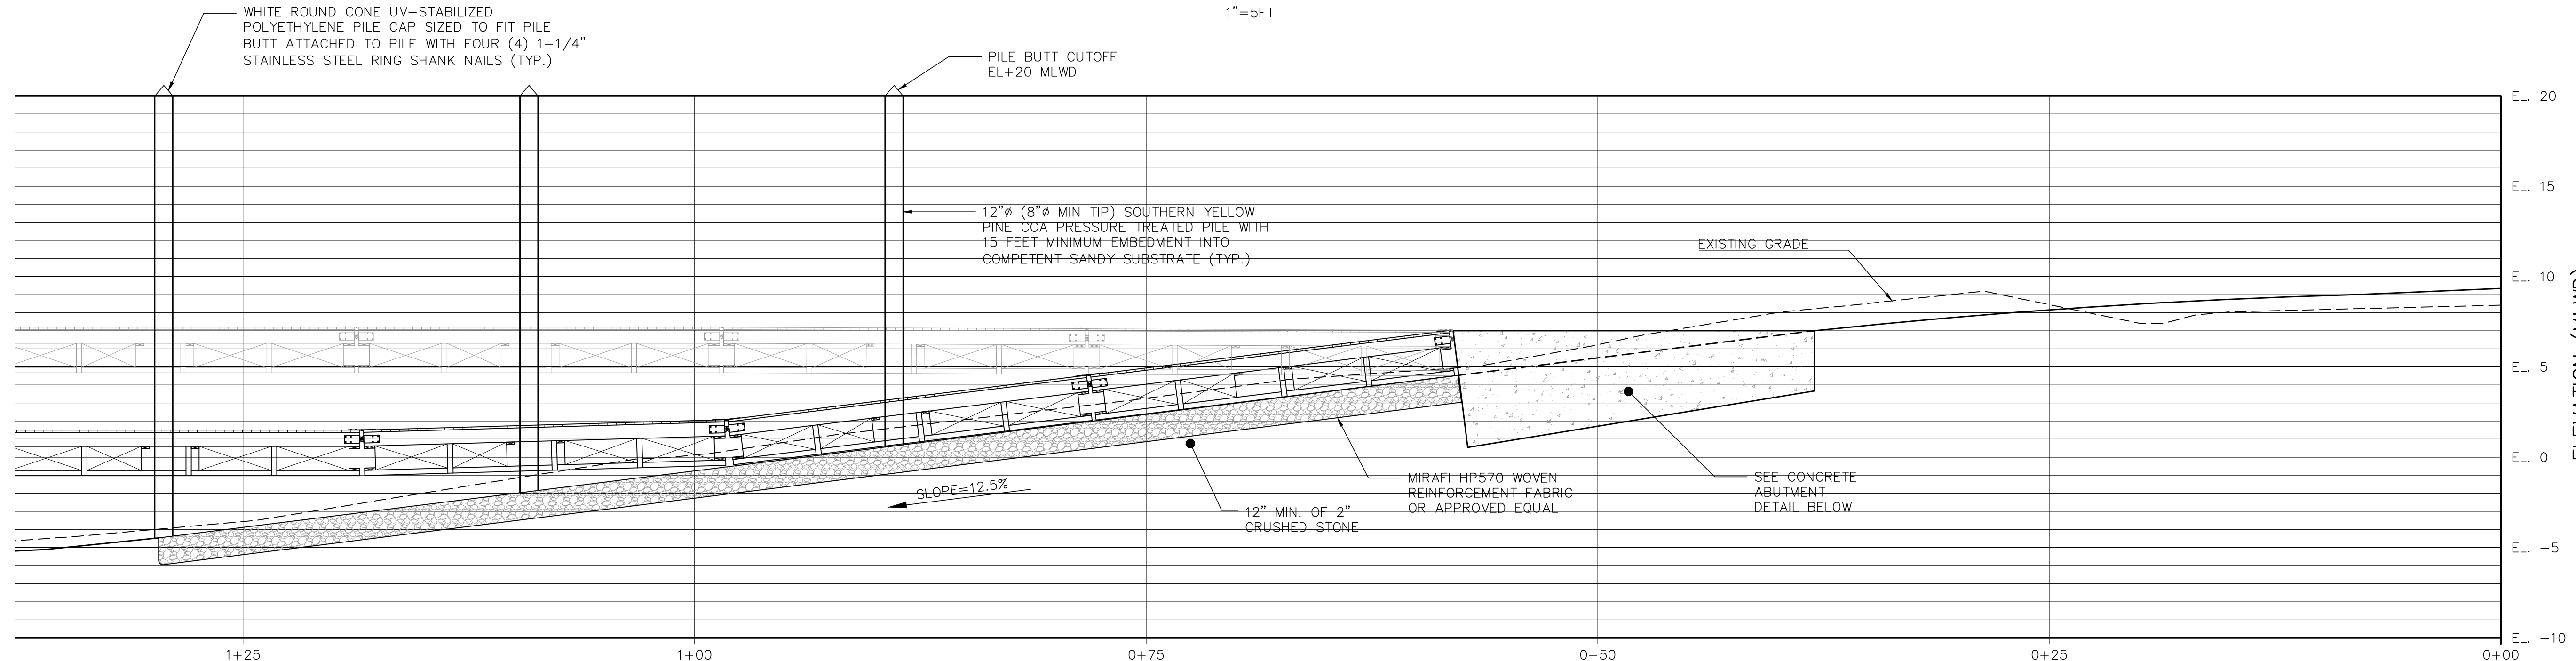 1"=5FT
WHITE ROUND CONE UV-STABILIZED
POLYETHYLENE PILE CAP SIZED TO FIT PILE
BUTT ATTACHED TO PILE WITH FOUR (4) 1-1/4"
STAINLESS STEEL RING SHANK NAILS (TYP.)
PILE BUTT CUTOFF
EL+20 MLWD
12"ø (8"ø MIN TIP) SOUTHERN YELLOW
PINE CCA PRESSURE TREATED PILE WITH
15 FEET MINIMUM EMBEDMENT INTO
COMPETENT SANDY SUBSTRATE (TYP.)
EXISTING GRADE
SLOPE=12.5%
12" MIN. OF 2"
CRUSHED STONE
MIRAFI HP570 WOVEN
REINFORCEMENT FABRIC
OR APPROVED EQUAL
SEE CONCRETE
ABUTMENT
DETAIL BELOW
EL. 20
EL. 15
EL. 10
EL. 5
EL. 0
EL. -5
EL. -10
1+25
1+00
0+75
0+50
0+25
0+00